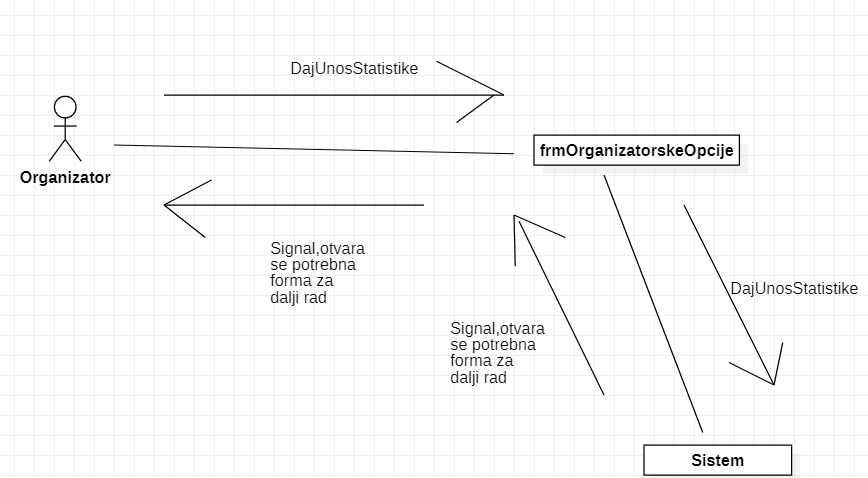 DajUnosStatistike
frmOrganizatorskeOpcije
Organizator
Signal,otvara
se potrebna
forma za
dalji rad
DajUnosStatistike
Signal,otvara
se potrebna
forma za
dalji rad
Sistem